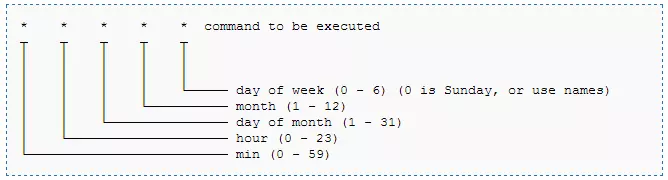 * * * * * command to be executed
day of week (0 - 6) (0 is Sunday, or use names)
month (1 - 12)
day of month (1 - 31)
hour (0 - 23)
min (0 - 59)